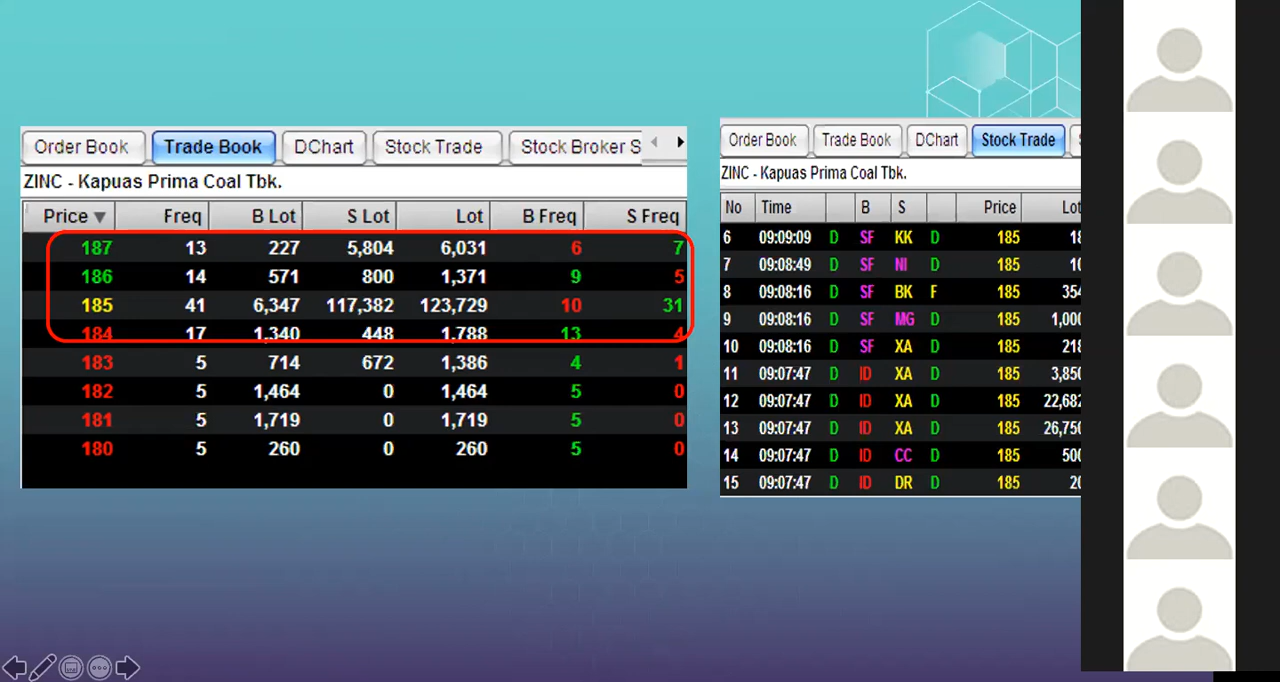 Order Book Trade Book DChart Stock Trade Stock Broker S
ZINC - Kapuas Prima Coal Tbk.
Price Freq B Lot S Lot Lot B Freq S Freq
187 13 227 5,804 6,031 6 7
186 14 571 800 1,371 9 5
185 41 6,347 117,382 123,729 10 31
184 17 1,340 448 1,788 13 4
183 5 714 672 1,386 4 1
182 5 1,464 0 1,464 5 0
181 5 1,719 0 1,719 5 0
180 5 260 0 260 5 0
Order Book Trade Book DChart Stock Trade
ZINC - Kapuas Prima Coal Tbk.
No Time B S Price Lot
6 09:09:09 D SF KK D 185 18
7 09:08:49 D SF NI D 185 10
8 09:08:16 D SF BK F 185 354
9 09:08:16 D SF MG D 185 1,000
10 09:08:16 D SF XA D 185 218
11 09:07:47 D ID XA D 185 3,850
12 09:07:47 D ID XA D 185 22,682
13 09:07:47 D ID XA D 185 26,750
14 09:07:47 D ID CC D 185 500
15 09:07:47 D ID DR D 185 20